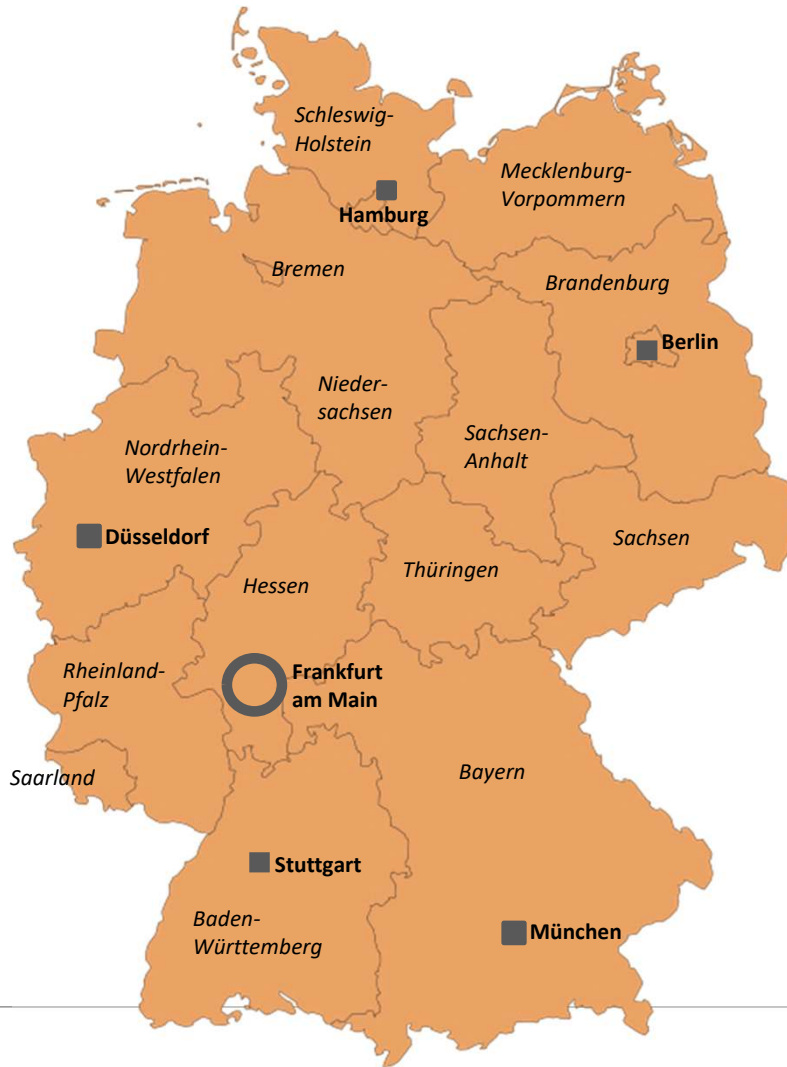 Schleswig-
Holstein
Mecklenburg-
Vorpommern
Hamburg
Bremen
Brandenburg
Berlin
Nieder-
sachsen
Sachsen-
Anhalt
Nordrhein-
Westfalen
Düsseldorf
Sachsen
Thüringen
Hessen
Rheinland-
Pfalz
Frankfurt
am Main
Saarland
Bayern
Stuttgart
Baden-
Württemberg
München